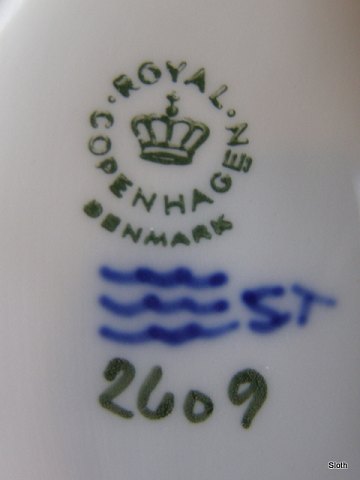 ROYAL
COPENHAGEN
DENMARK
ST
2609
Sloth